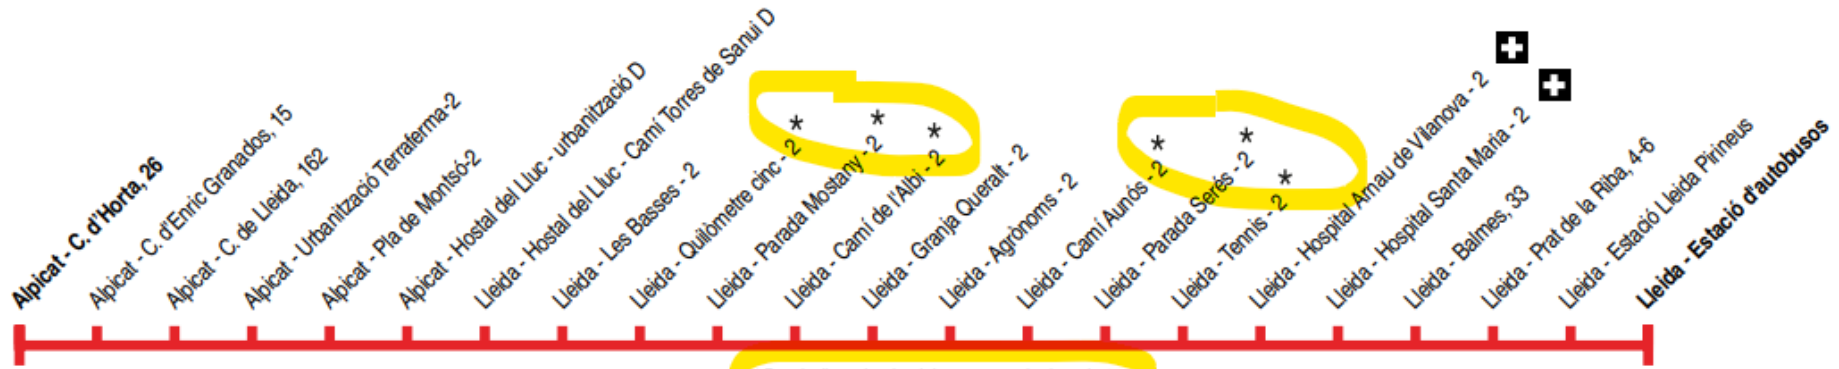 Alpicat - C. d'Horta, 26
Alpicat - C. d'Enric Granados, 15
Alpicat - C. de Lleida, 162
Alpicat - Urbanització Terraferma-2
Alpicat - Pla de Montsó-2
Alpicat - Hostal del Lluc - urbanització D
Lleida - Hostal del Lluc - Camí Torres de Sanui D
Lleida - Les Basses - 2
Lleida - Quilòmetre cinc - 2 *
Lleida - Parada Mostany - 2 *
Lleida - Camí de l'Albi - 2 *
Lleida - Granja Queralt - 2
Lleida - Agrònoms - 2
Lleida - Camí Aunós - 2 *
Lleida - Parada Serés - 2 *
Lleida - Tennis - 2 *
Lleida - Hospital Arnau de Vilanova - 2
Lleida - Hospital Santa Maria - 2
Lleida - Balmes, 33
Lleida - Prat de la Riba, 4-6
Lleida - Estació Lleida Pirineus
Lleida - Estació d'autobusos